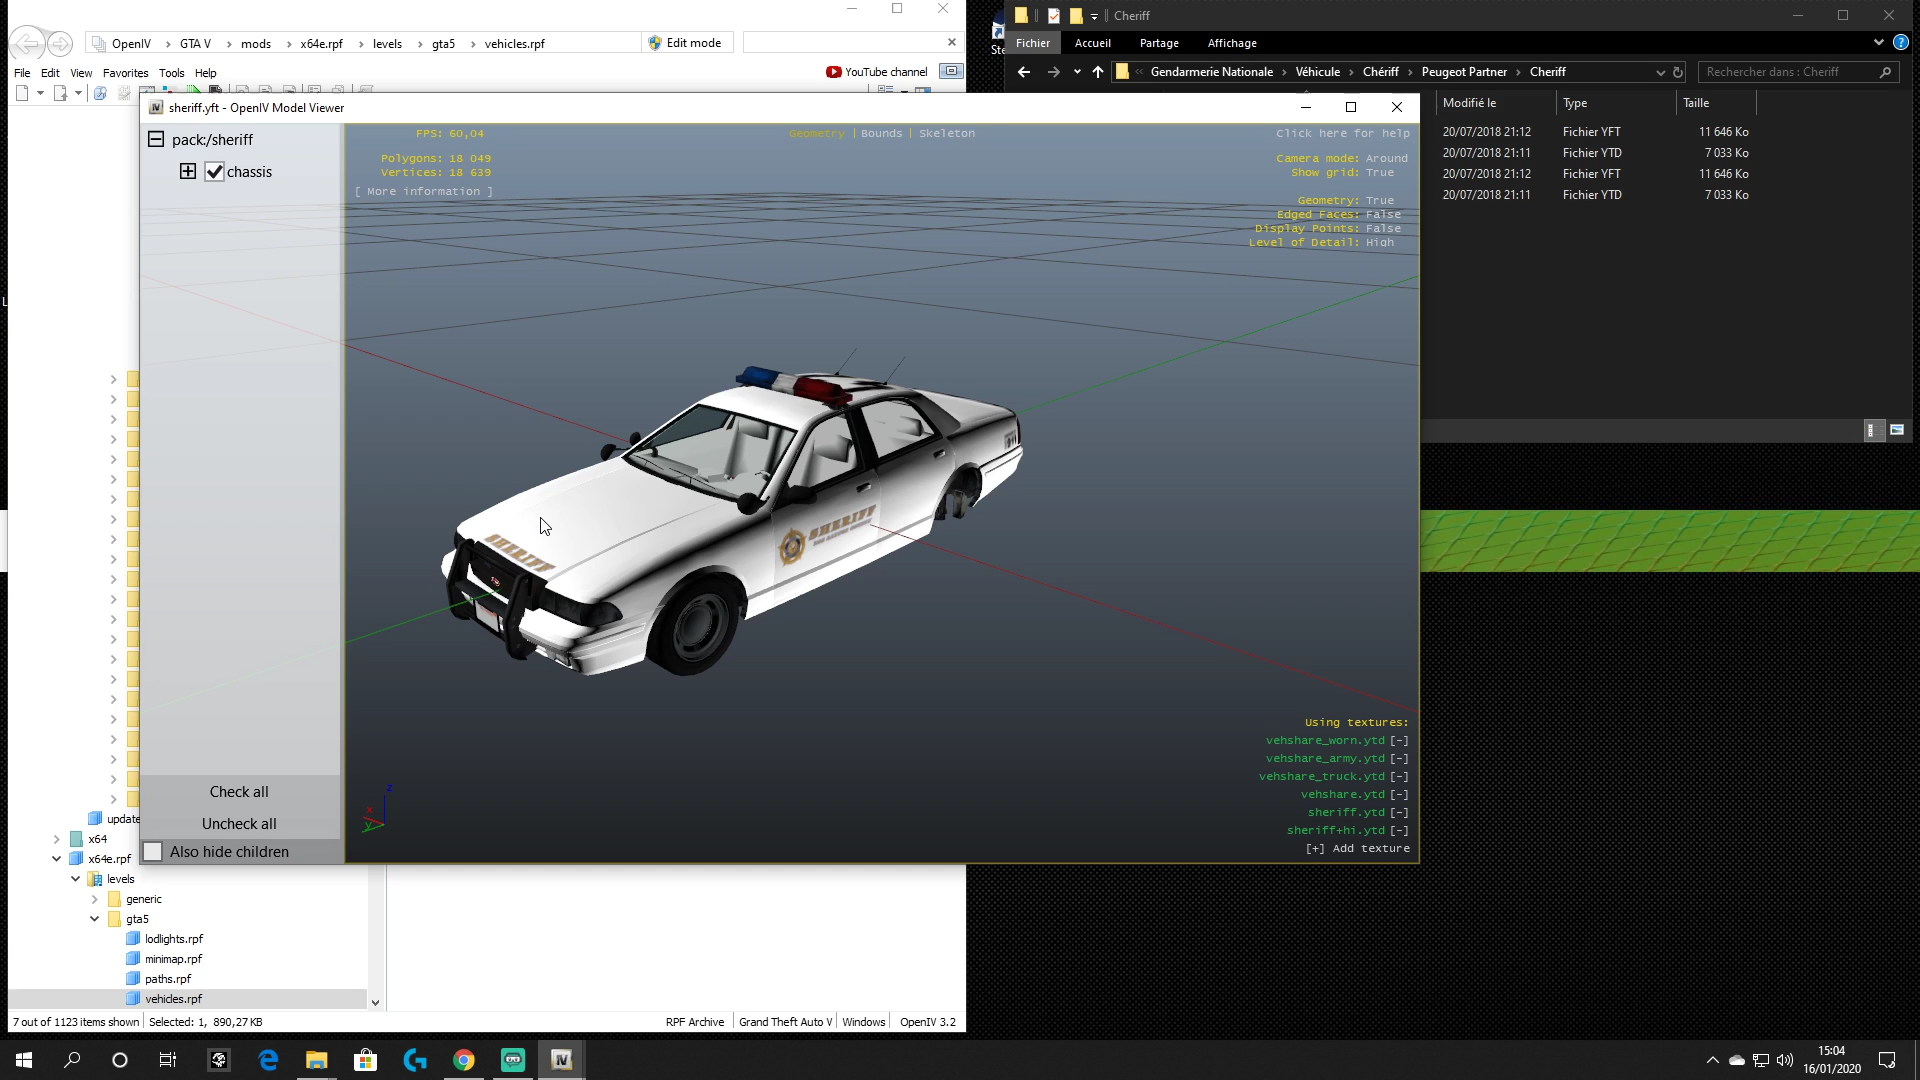 OpenIV
GTA V
mods
x64e.rpf
levels
gta5
vehicles.rpf
Edit mode
File Edit View Favorites Tools Help
YouTube channel
Cheriff
Fichier Accueil Partage Affichage
Gendarmerie Nationale
Véhicule
Chériff
Peugeot Partner
Cheriff
Rechercher dans : Cheriff
Modifié le Type Taille
20/07/2018 21:12 Fichier YFT 11 646 Ko
20/07/2018 21:11 Fichier YTD 7 033 Ko
20/07/2018 21:12 Fichier YFT 11 646 Ko
20/07/2018 21:11 Fichier YTD 7 033 Ko
sheriff.yft - OpenIV Model Viewer
pack:/sheriff
chassis
FPS: 60,04
Polygons: 18 049
Vertices: 18 639
[ More information ]
Geometry | Bounds | Skeleton
Click here for help
Camera mode: Around
Show grid: True
Geometry: True
Edged Faces: False
Display Points: False
Level of Detail: High
SHERIFF
SHERIFF
Using textures:
vehshare_worn.ytd [-]
vehshare_army.ytd [-]
vehshare_truck.ytd [-]
vehshare.ytd [-]
sheriff.ytd [-]
sheriff+hi.ytd [-]
[+] Add texture
Z
X
Y
Check all
Uncheck all
Also hide children
update
x64
x64e.rpf
levels
generic
gta5
lodlights.rpf
minimap.rpf
paths.rpf
vehicles.rpf
7 out of 1123 items shown Selected: 1, 890,27 KB
RPF Archive Grand Theft Auto V Windows OpenIV 3.2
15:04
16/01/2020